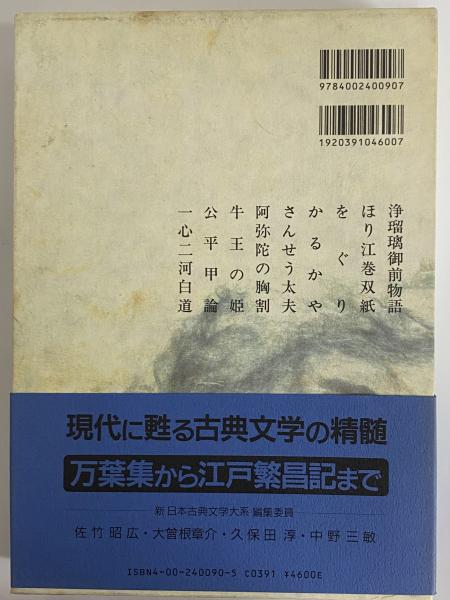 9784002400907
1920391046007
浄瑠璃御前物語
ほり江巻双紙
をぐり
かるかや
さんせう太夫
阿弥陀の胸割
牛王の姫
公平甲論
一心二河白道
現代に甦る古典文学の精髄
万葉集から江戸繁昌記まで
新 日本古典文学大系 編集委員
佐竹昭広・大曾根章介・久保田 淳・中野三敏
ISBN4-00-240090-5 C0391 ¥4600E